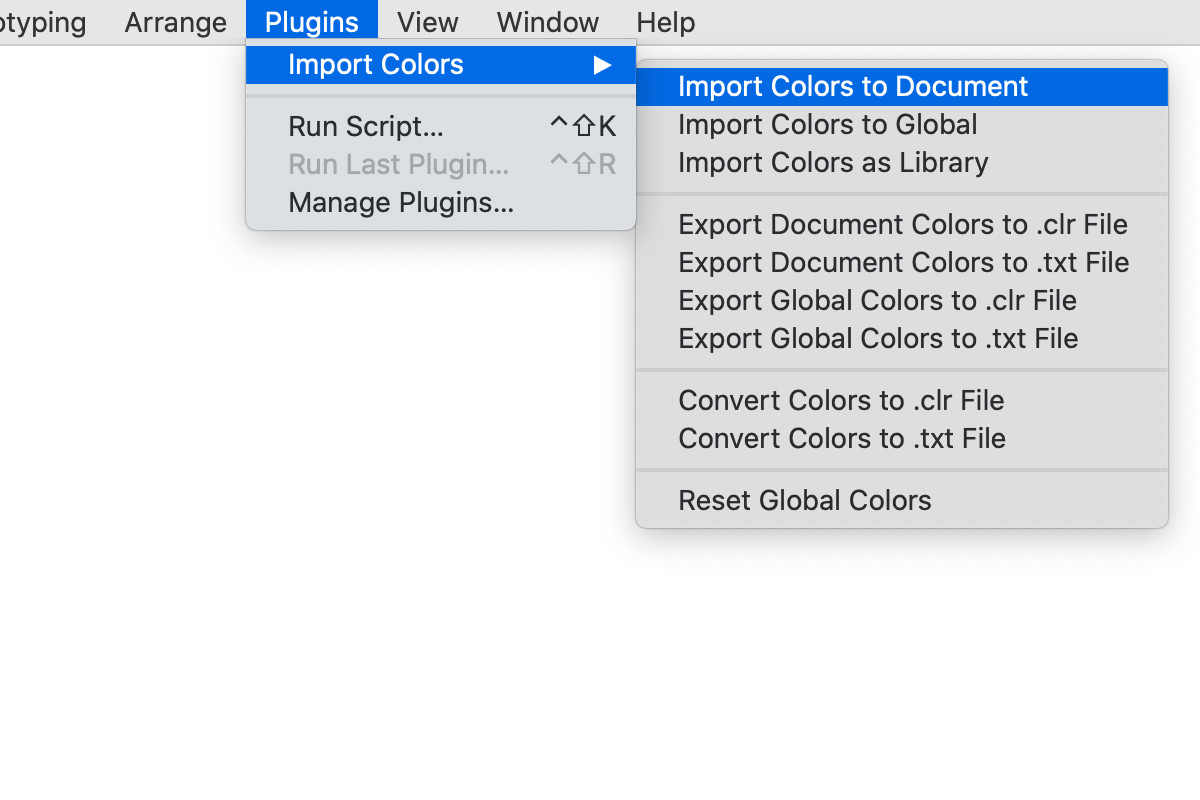 otyping Arrange Plugins View Window Help
Import Colors ▶
Run Script... ^⇧K
Run Last Plugin... ^⇧R
Manage Plugins...
Import Colors to Document
Import Colors to Global
Import Colors as Library
Export Document Colors to .clr File
Export Document Colors to .txt File
Export Global Colors to .clr File
Export Global Colors to .txt File
Convert Colors to .clr File
Convert Colors to .txt File
Reset Global Colors